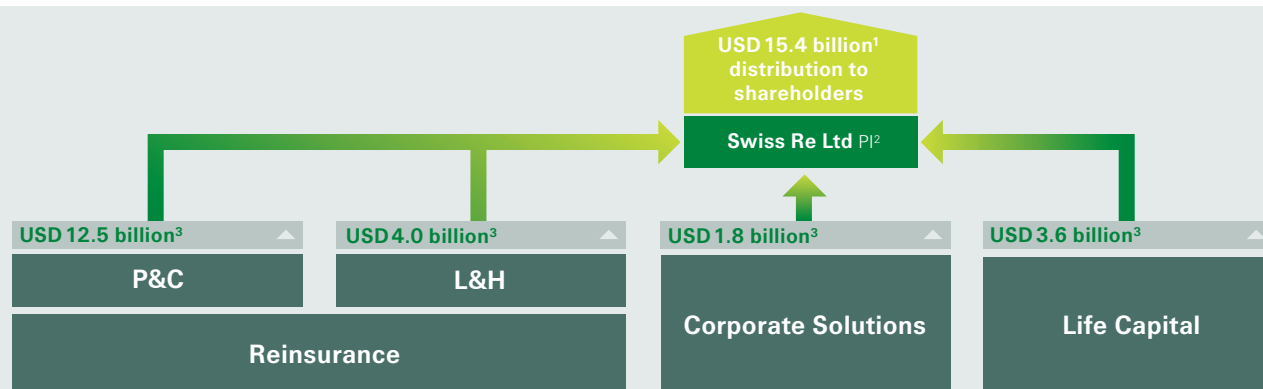 USD 15.4 billion¹
distribution to
shareholders
Swiss Re Ltd PI²
USD 12.5 billion³
USD 4.0 billion³
USD 1.8 billion³
USD 3.6 billion³
P&C
L&H
Corporate Solutions
Life Capital
Reinsurance